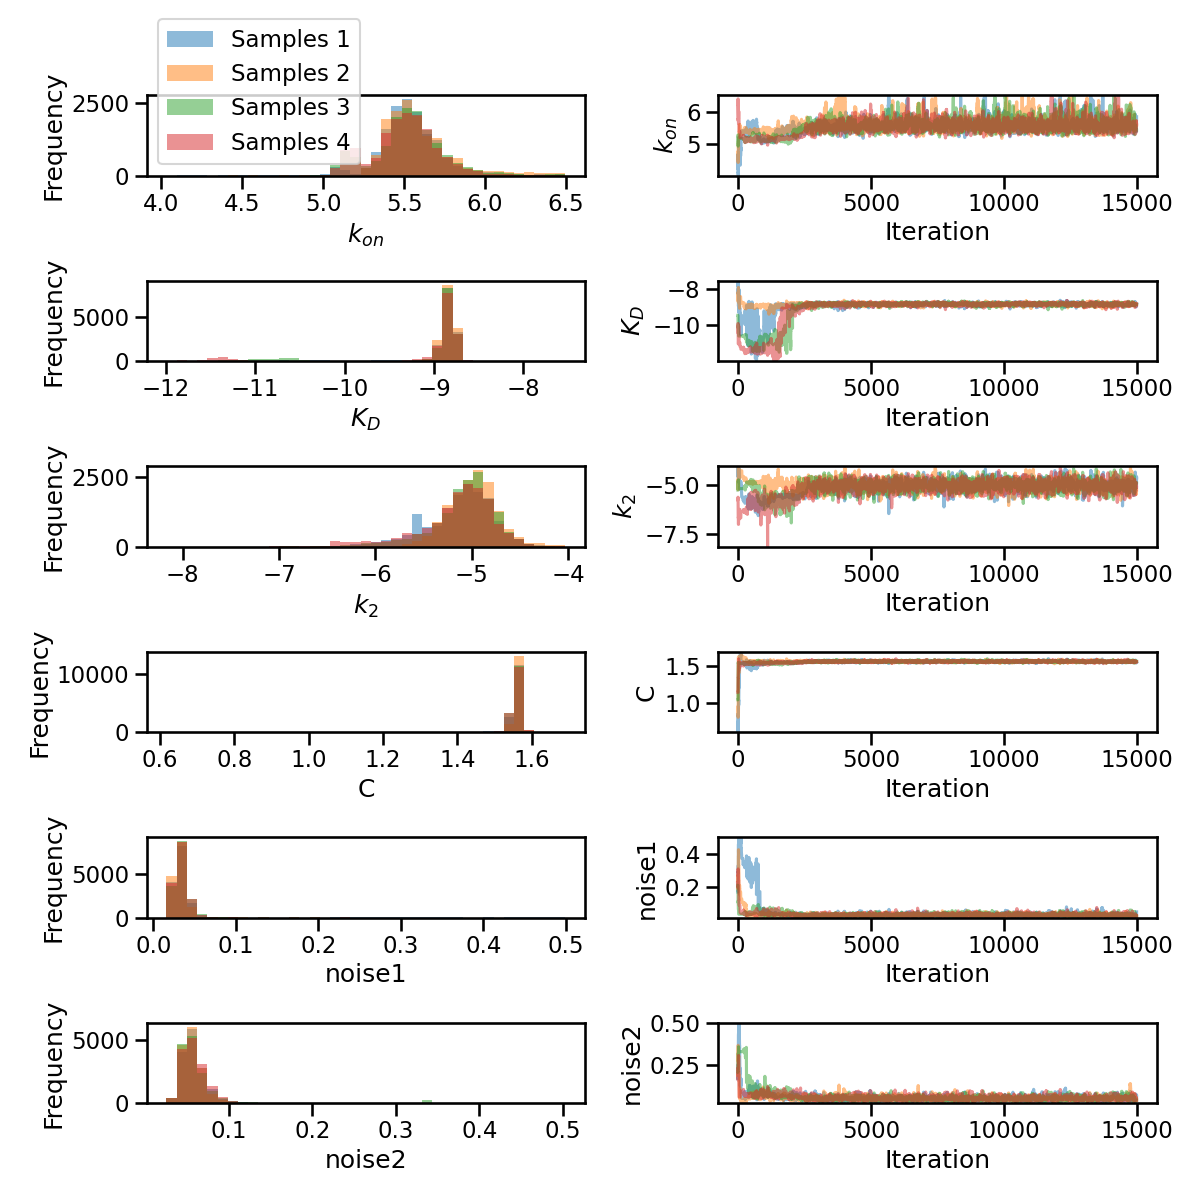 Samples 1
Samples 2
Samples 3
Samples 4
Frequency
2500
0
4.0 4.5 5.0 5.5 6.0 6.5
k_on
k_on
6
5
0 5000 10000 15000
Iteration
Frequency
5000
0
−12 −11 −10 −9 −8
K_D
K_D
−8
−10
0 5000 10000 15000
Iteration
Frequency
2500
0
−8 −7 −6 −5 −4
k_2
k_2
−5.0
−7.5
0 5000 10000 15000
Iteration
Frequency
10000
0
0.6 0.8 1.0 1.2 1.4 1.6
C
C
1.5
1.0
0 5000 10000 15000
Iteration
Frequency
5000
0
0.0 0.1 0.2 0.3 0.4 0.5
noise1
noise1
0.4
0.2
0 5000 10000 15000
Iteration
Frequency
5000
0
0.1 0.2 0.3 0.4 0.5
noise2
noise2
0.50
0.25
0 5000 10000 15000
Iteration